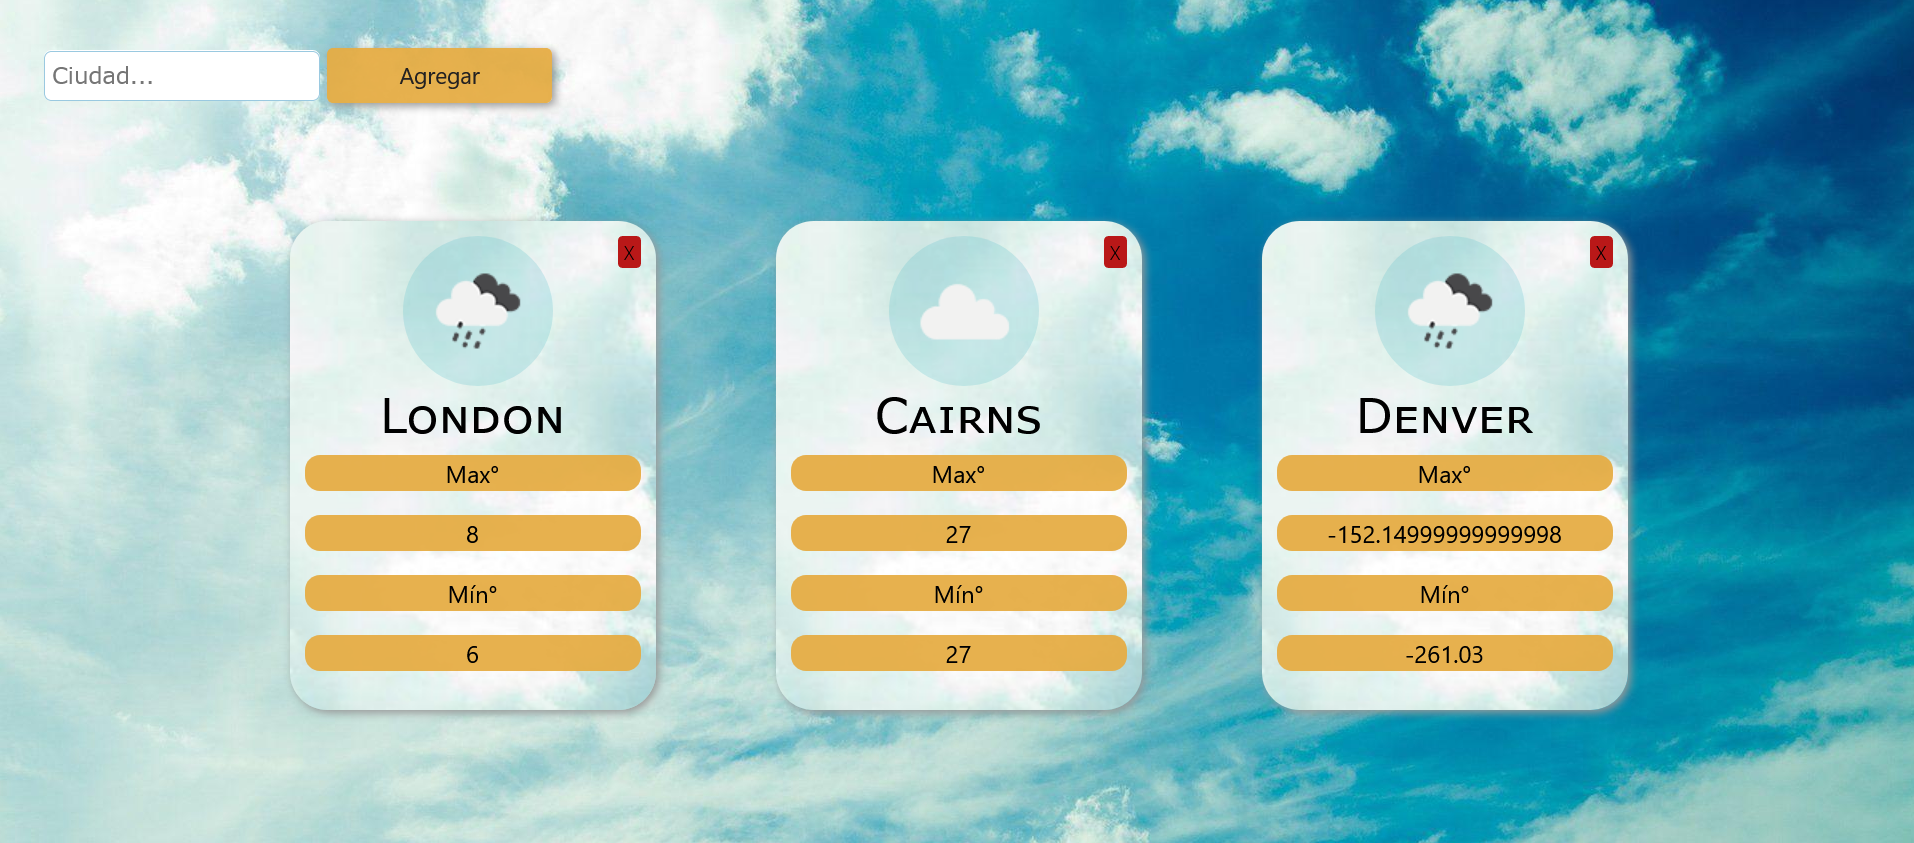 Ciudad...
Agregar
X
London
Max°
8
Mín°
6
X
Cairns
Max°
27
Mín°
27
X
Denver
Max°
-152.14999999999998
Mín°
-261.03